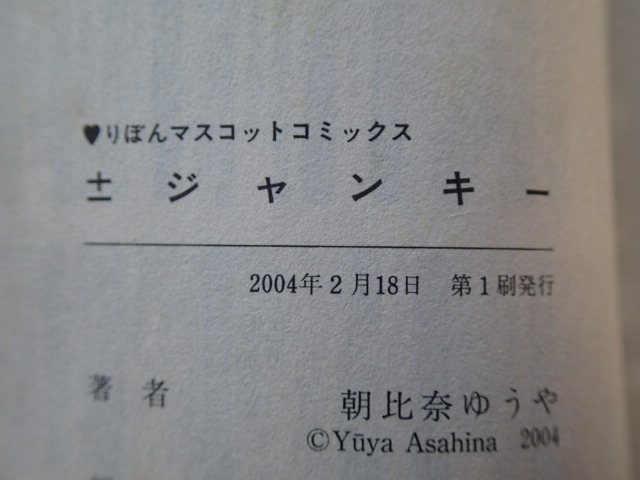 ♥りぼんマスコットコミックス
±ジャンキー
2004年2月18日 第1刷発行
著者 朝比奈ゆうや
©Yūya Asahina 2004